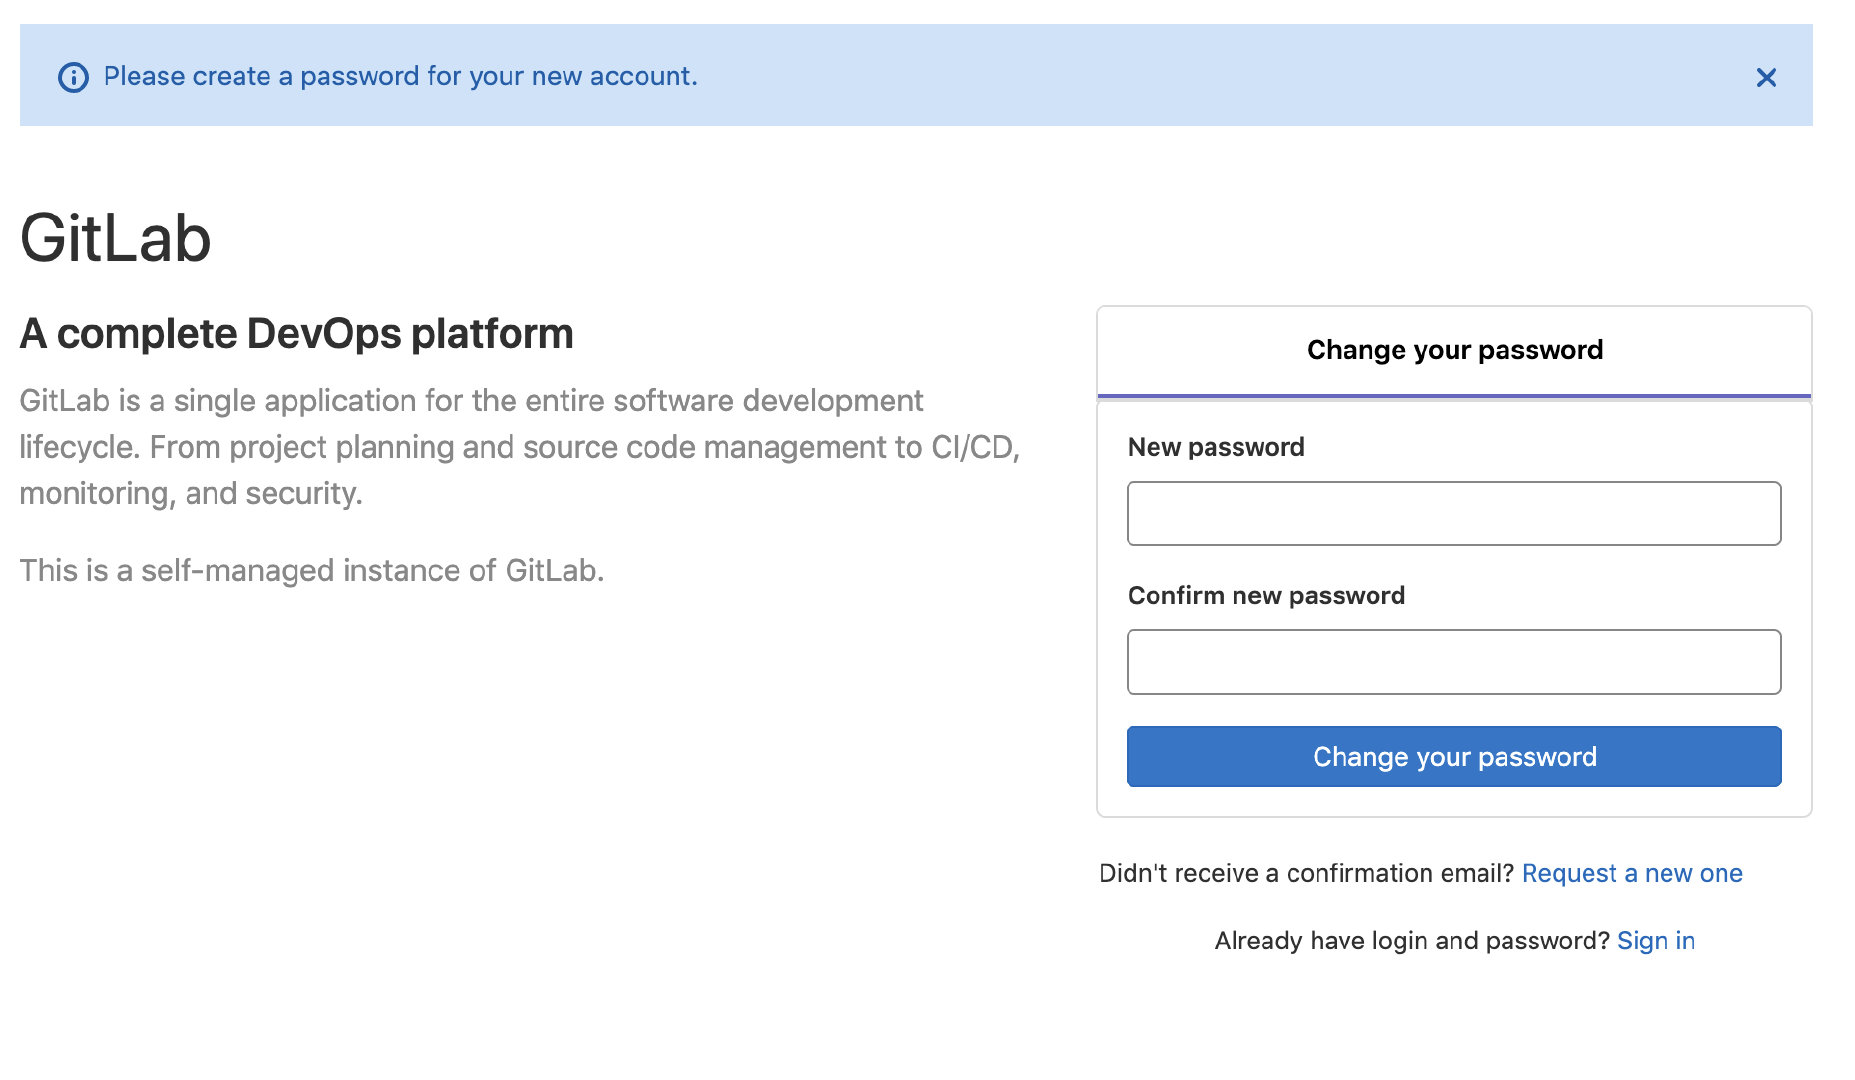 Please create a password for your new account.
GitLab
A complete DevOps platform
GitLab is a single application for the entire software development
lifecycle. From project planning and source code management to CI/CD,
monitoring, and security.
This is a self-managed instance of GitLab.
Change your password
New password
Confirm new password
Change your password
Didn't receive a confirmation email? Request a new one
Already have login and password? Sign in